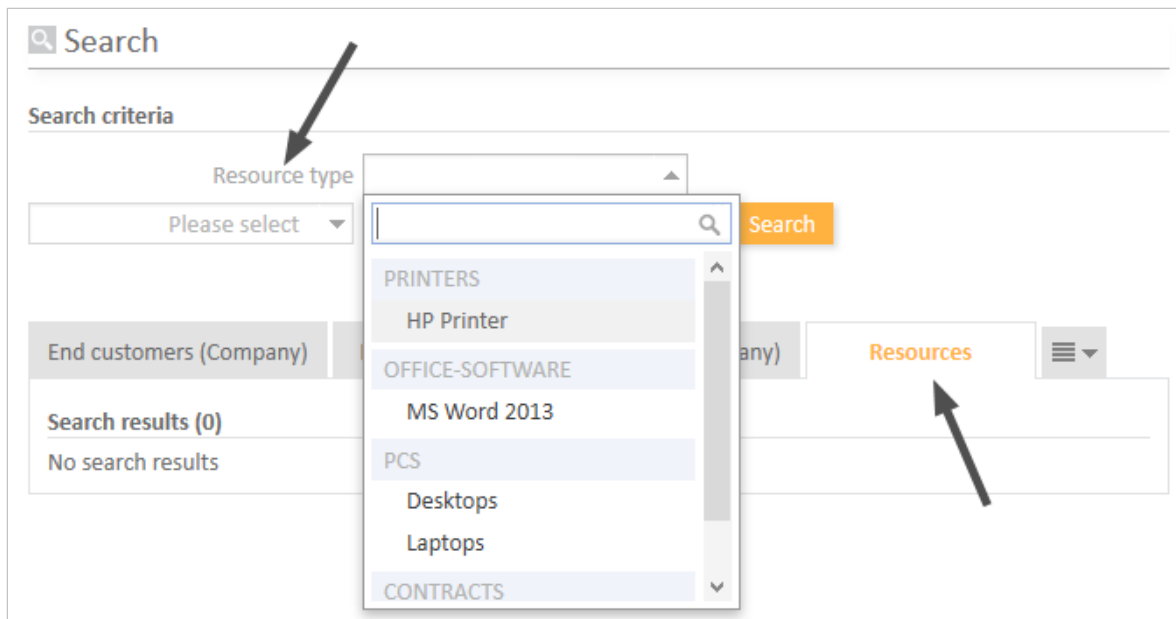 Search
Search criteria
Resource type
Please select
Search
PRINTERS
HP Printer
OFFICE-SOFTWARE
MS Word 2013
PCS
Desktops
Laptops
CONTRACTS
End customers (Company)
any)
Resources
Search results (0)
No search results